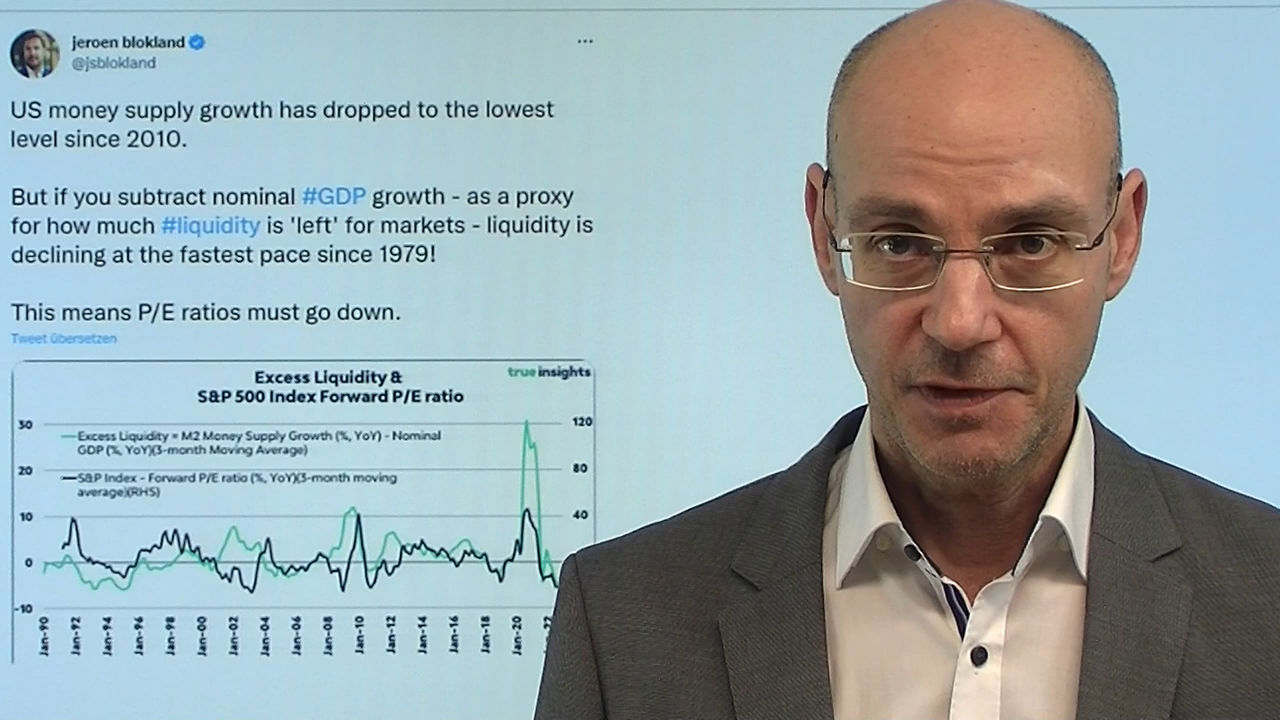 jeroen blokland
@jsblokland
...
US money supply growth has dropped to the lowest
level since 2010.
But if you subtract nominal #GDP growth - as a proxy
for how much #liquidity is 'left' for markets - liquidity is
declining at the fastest pace since 1979!
This means P/E ratios must go down.
Tweet übersetzen
true insights
Excess Liquidity &
S&P 500 Index Forward P/E ratio
Excess Liquidity = M2 Money Supply Growth (%, YoY) - Nominal
GDP (%, YoY)(3-month Moving Average)
S&P Index - Forward P/E ratio (%, YoY)(3-month moving
average)(RHS)
30
20
10
0
-10
120
80
40
Jan-90
Jan-92
Jan-94
Jan-96
Jan-98
Jan-00
Jan-02
Jan-04
Jan-06
Jan-08
Jan-10
Jan-12
Jan-14
Jan-16
Jan-18
Jan-20
22